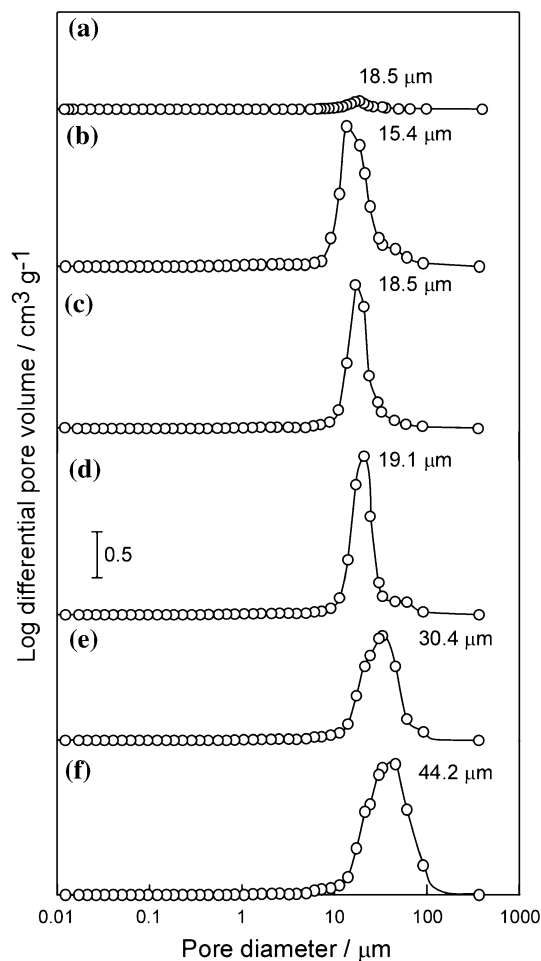 (a)
18.5 μm
(b)
15.4 μm
(c)
18.5 μm
(d)
19.1 μm
0.5
(e)
30.4 μm
(f)
44.2 μm
Log differential pore volume / cm³ g⁻¹
0.01 0.1 1 10 100 1000
Pore diameter / μm